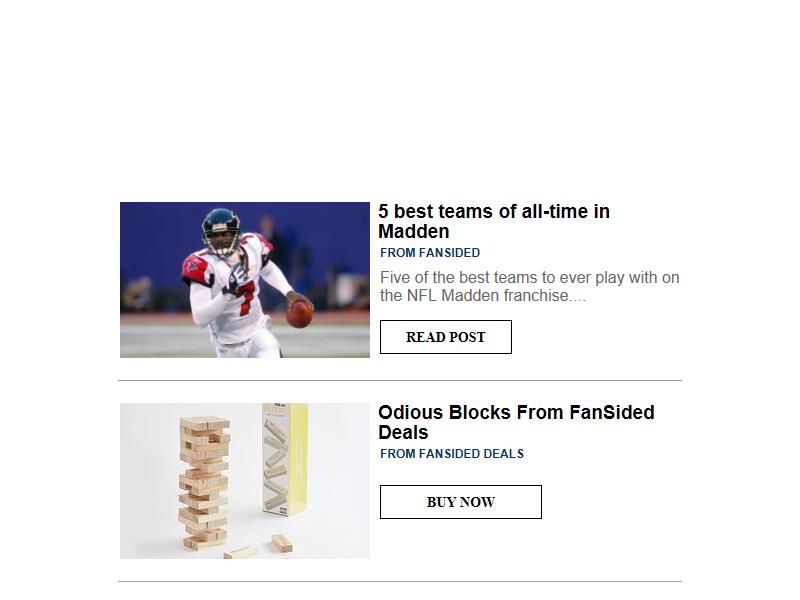 5 best teams of all-time in
Madden
FROM FANSIDED
Five of the best teams to ever play with on
the NFL Madden franchise....
READ POST
7
Odious Blocks From FanSided
Deals
FROM FANSIDED DEALS
BUY NOW